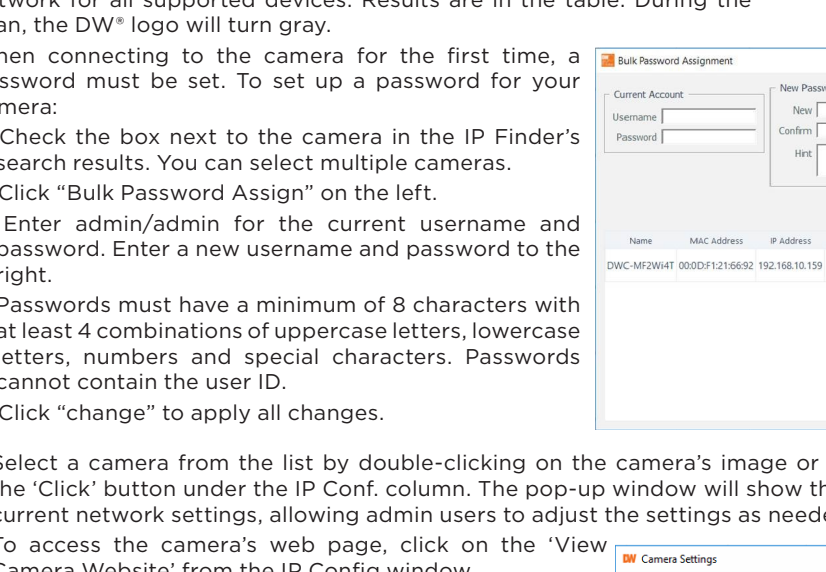 twork for all supported devices. Results are in the table. During the
an, the DW® logo will turn gray.
hen connecting to the camera for the first time, a
ssword must be set. To set up a password for your
mera:
Check the box next to the camera in the IP Finder's
search results. You can select multiple cameras.
Click “Bulk Password Assign” on the left.
Enter admin/admin for the current username and
password. Enter a new username and password to the
right.
Passwords must have a minimum of 8 characters with
at least 4 combinations of uppercase letters, lowercase
etters, numbers and special characters. Passwords
cannot contain the user ID.
Click “change” to apply all changes.
Bulk Password Assignment
Current Account
Username
Password
New Passw
New
Confirm
Hint
Name MAC Address IP Address
DWC-MF2Wi4T 00:0D:F1:21:66:92 192.168.10.159
Select a camera from the list by double-clicking on the camera's image or
the ‘Click’ button under the IP Conf. column. The pop-up window will show th
current network settings, allowing admin users to adjust the settings as neede
To access the camera's web page, click on the ‘View
Camera Website’ from the IP Config window.
DW Camera Settings